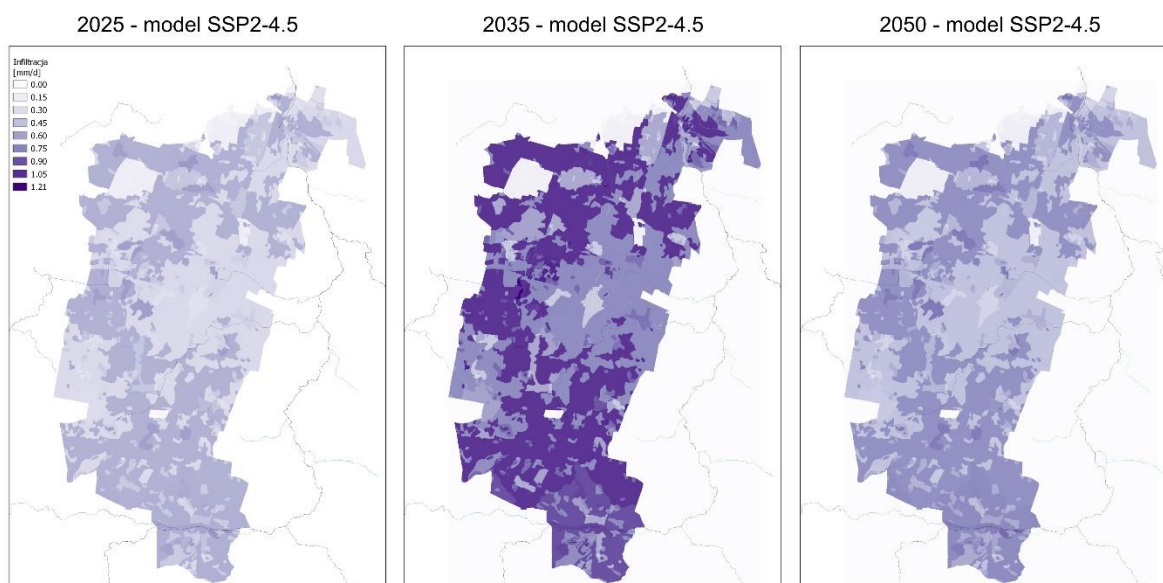 2025 - model SSP2-4.5
2035 - model SSP2-4.5
2050 - model SSP2-4.5
Infiltracja
[mm/d]
0.00
0.15
0.30
0.45
0.60
0.75
0.90
1.05
1.21